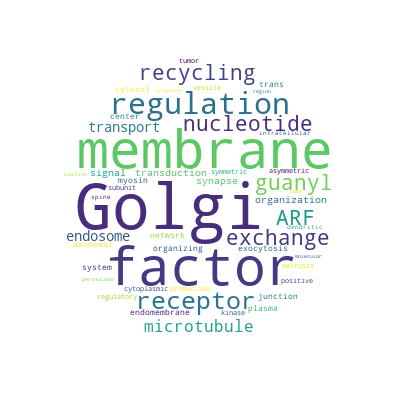 tumor
recycling
cytosol
vesicle
trans
regulation
center
nucleotide
transport
intracellular
membrane
function
signal
transduction
symmetric
asymmetric
myosin
synapse
guanyl
subunit
spine
Golgi
organization
ARF
dendritic
endosome
network
exchange
axonemal
organizing
exocytosis
factor
molecular
system
necrosis
perinuclear
positive
cytoplasmic
production
regulatory
receptor
junction
endomembrane
kinase
plasma
microtubule